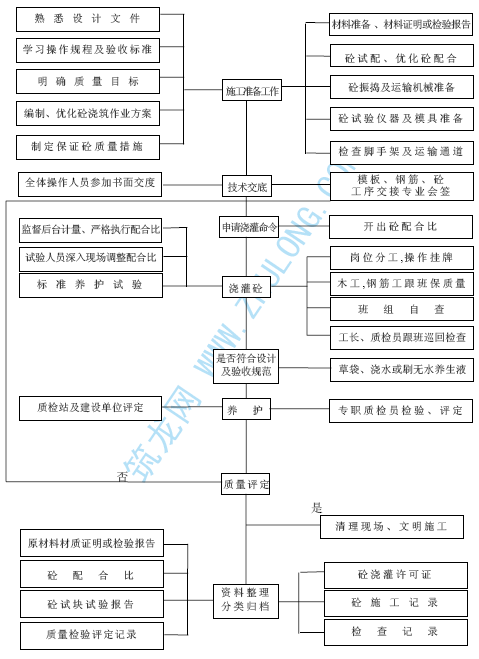 熟悉设计文件
学习操作规程及验收标准
明确质量目标
编制、优化砼浇筑作业方案
制定保证砼质量措施
全体操作人员参加书面交度
监督后台计量、严格执行配合比
试验人员深入现场调整配合比
标准养护试验
质检站及建设单位评定
原材料材质证明或检验报告
砼配合比
砼试块试验报告
质量检验评定记录
施工准备工作
技术交底
申请浇灌命令
浇灌砼
是否符合设计
及验收规范
养护
质量评定
否
是
资料整理
分类归档
材料准备、材料证明或检验报告
砼试配、优化砼配合
砼振捣及运输机械准备
砼试验仪器及模具准备
检查脚手架及运输通道
模板、钢筋、砼
工序交接专业会签
开出砼配合比
岗位分工,操作挂牌
木工,钢筋工跟班保质量
班组自查
工长、质检员跟班巡回检查
草袋、浇水或刷无水养生液
专职质检员检验、评定
清理现场、文明施工
砼浇灌许可证
砼施工记录
检查记录
筑龙网 WWW.ZHULONG.C